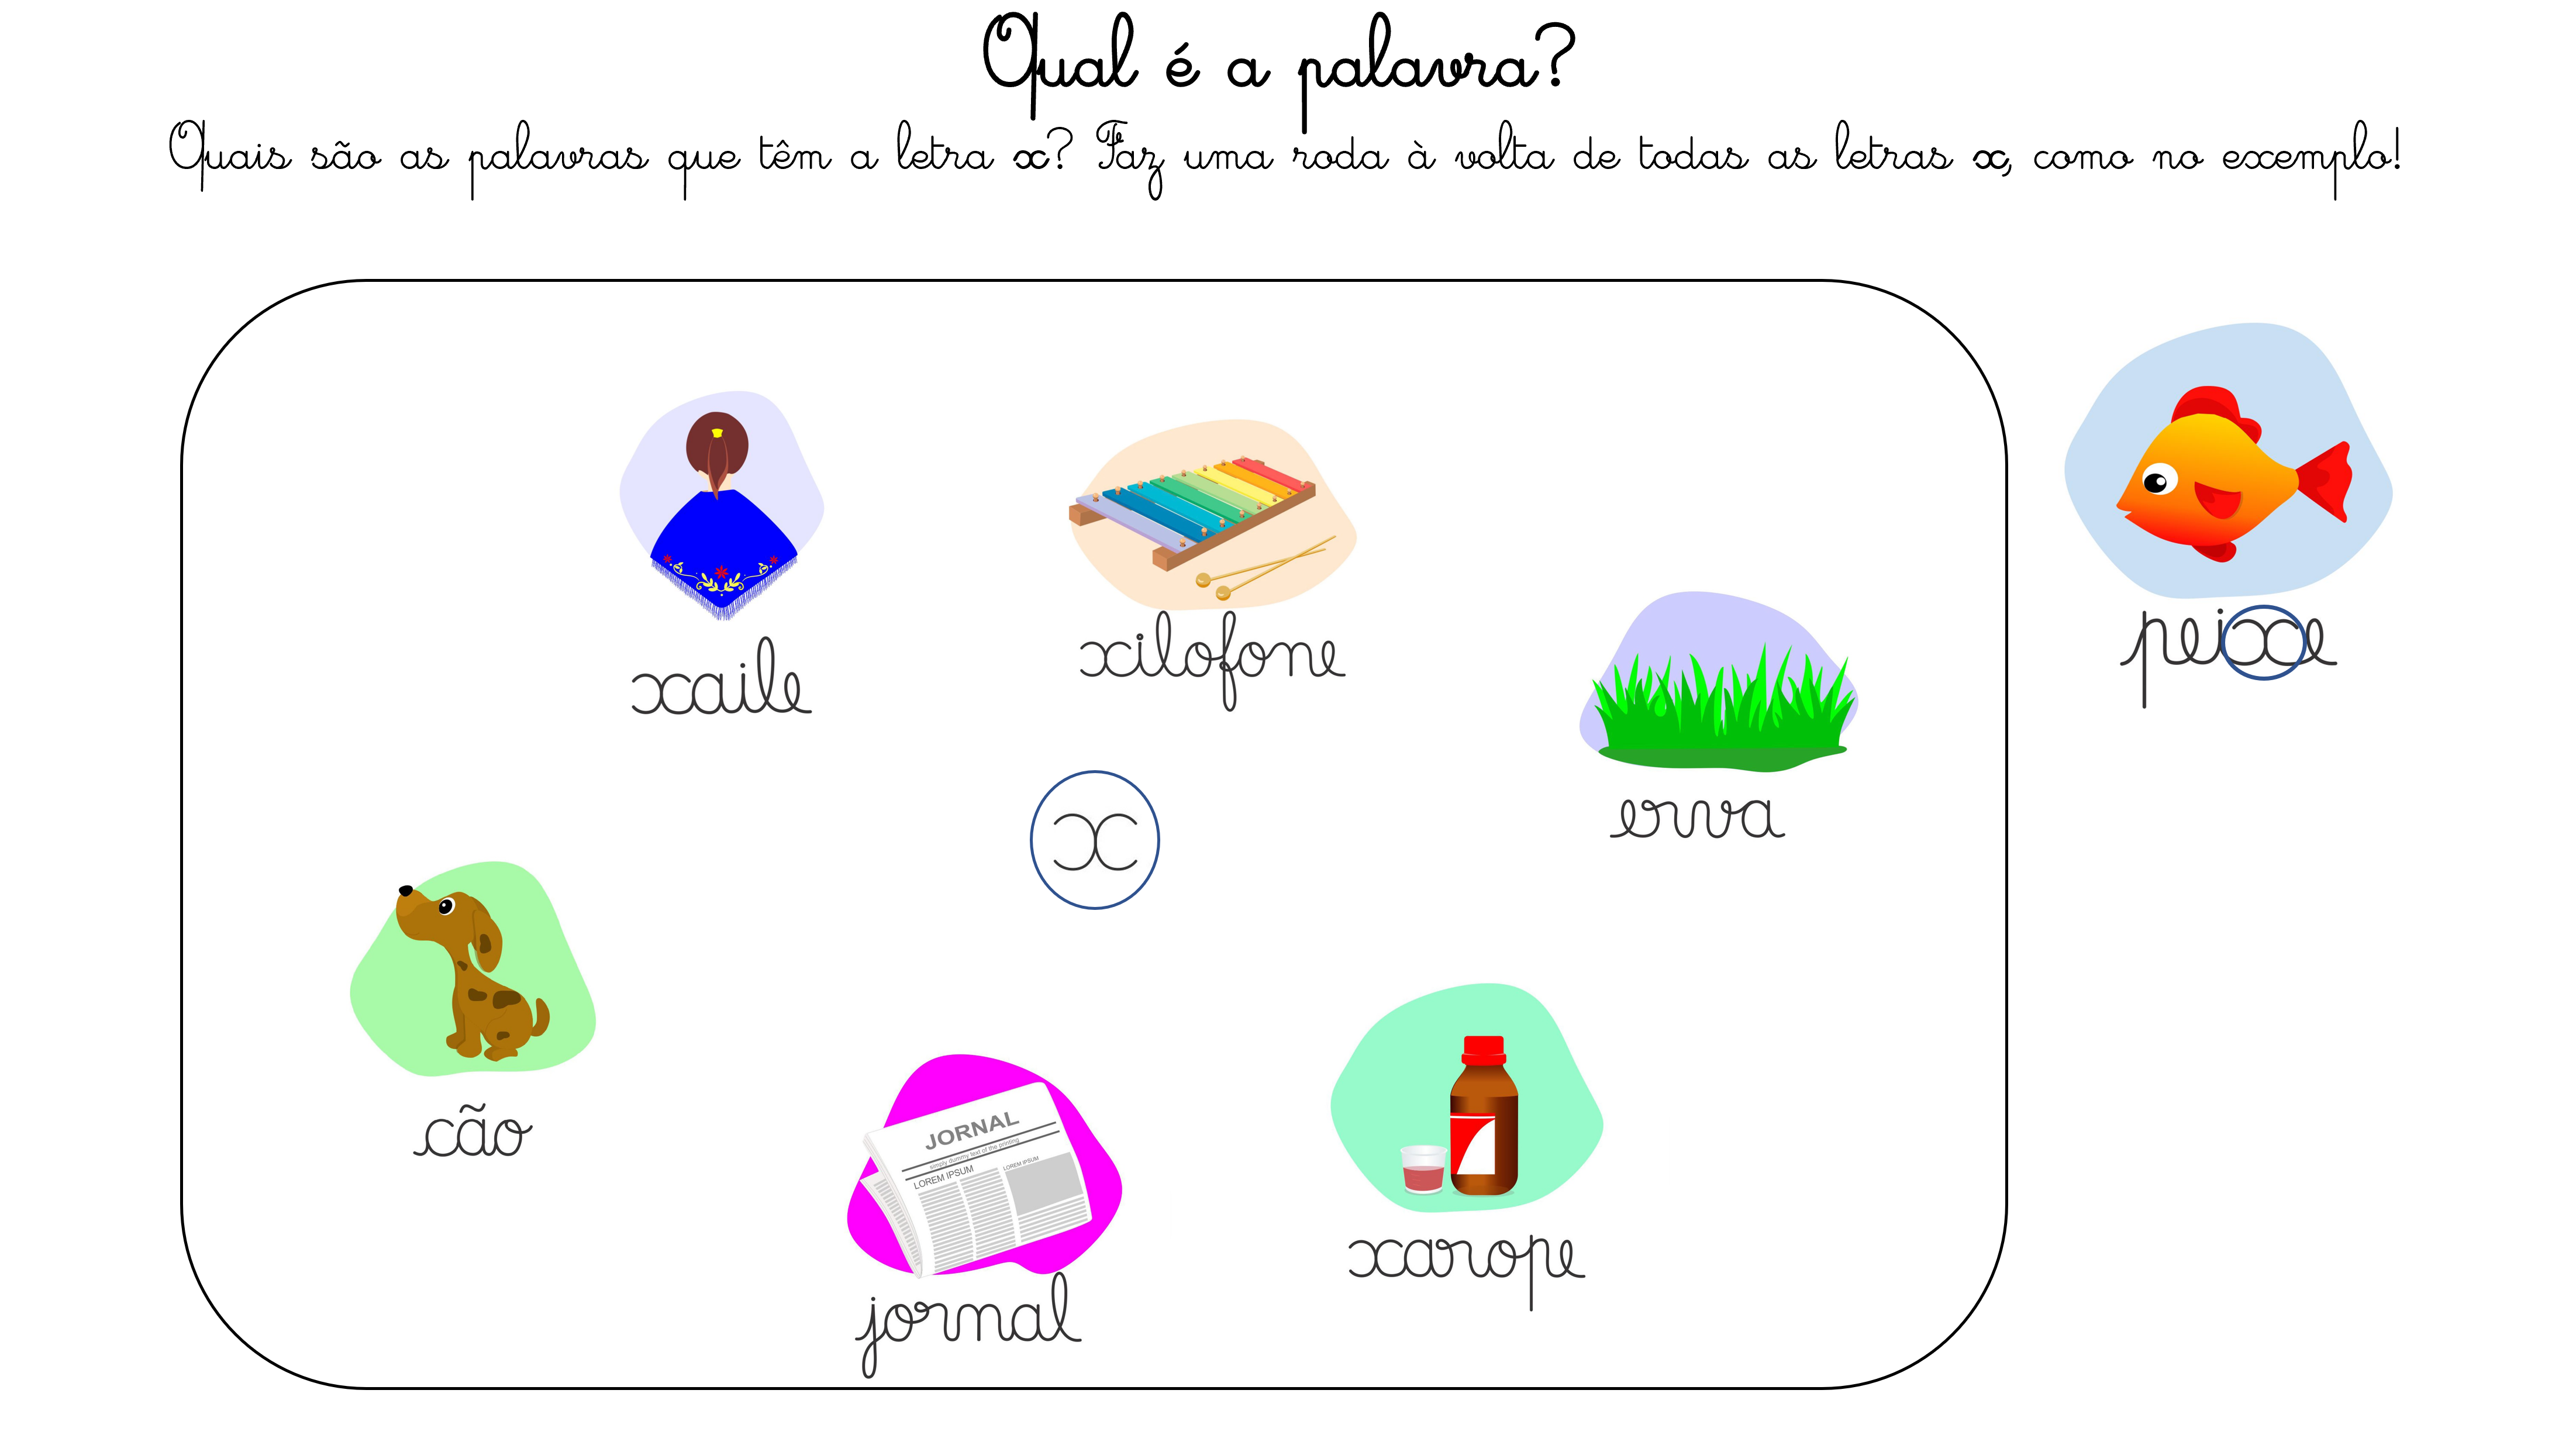 Qual é a palavra?
Quais são as palavras que têm a letra x? Faz uma roda à volta de todas as letras x, como no exemplo!
xaile
xilofone
erva
peixe
x
cão
JORNAL
simply dummy text of the printing
LOREM IPSUM
LOREM IPSUM
jornal
xarope